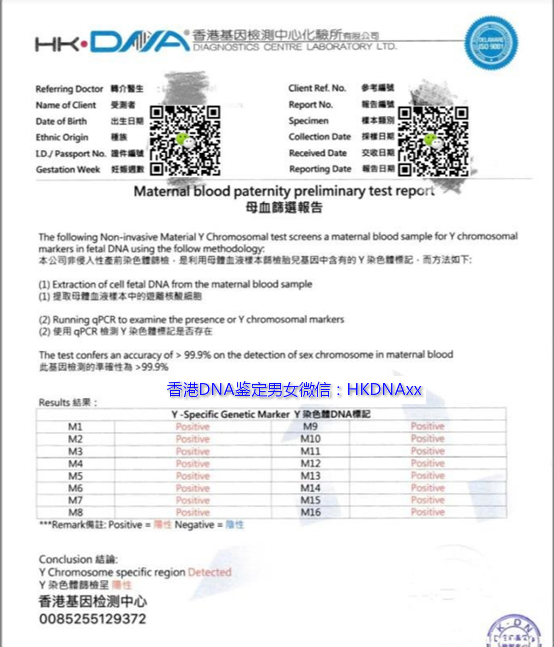 HK·DNA 香港基因檢測中心化驗所有限公司
DIAGNOSTICS CENTRE LABORATORY LTD.
DELAWARE
ISO 9001
Referring Doctor 轉介醫生
Client Ref. No. 參考編號
Name of Client 受測者
Report No. 報告編號
Date of Birth 出生日期
Specimen 樣本類別
Ethnic Origin 種族
Collection Date 採樣日期
I.D./ Passport No. 證件編號
Received Date 交收日期
Gestation Week 妊娠週數
Reporting Date 報告日期
Maternal blood paternity preliminary test report
母血篩選報告
The following Non-invasive Material Y Chromosomal test screens a maternal blood sample for Y chromosomal
markers in fetal DNA using the follow methodology:
本公司非侵入性產前染色體篩檢，是利用母體血液樣本篩檢胎兒基因中含有的 Y 染色體標記，而方法如下:
(1) Extraction of cell fetal DNA from the maternal blood sample
(1) 提取母體血液樣本中的遊離核酸細胞
(2) Running qPCR to examine the presence or Y chromosomal markers
(2) 使用 qPCR 檢測 Y 染色體標記是否存在
The test confers an accuracy of > 99.9% on the detection of sex chromosome in maternal blood
此基因檢測的準確性為 >99.9%
香港DNA鉴定男女微信：HKDNAxx
Results 結果：
Y -Specific Genetic Marker Y 染色體DNA標記
M1 Positive M9 Positive
M2 Positive M10 Positive
M3 Positive M11 Positive
M4 Positive M12 Positive
M5 Positive M13 Positive
M6 Positive M14 Positive
M7 Positive M15 Positive
M8 Positive M16 Positive
***Remark備註: Positive = 陽性 Negative = 陰性
Conclusion 結論:
Y Chromosome specific region Detected
Y 染色體篩檢呈 陽性
香港基因检测中心
0085255129372
K-DN